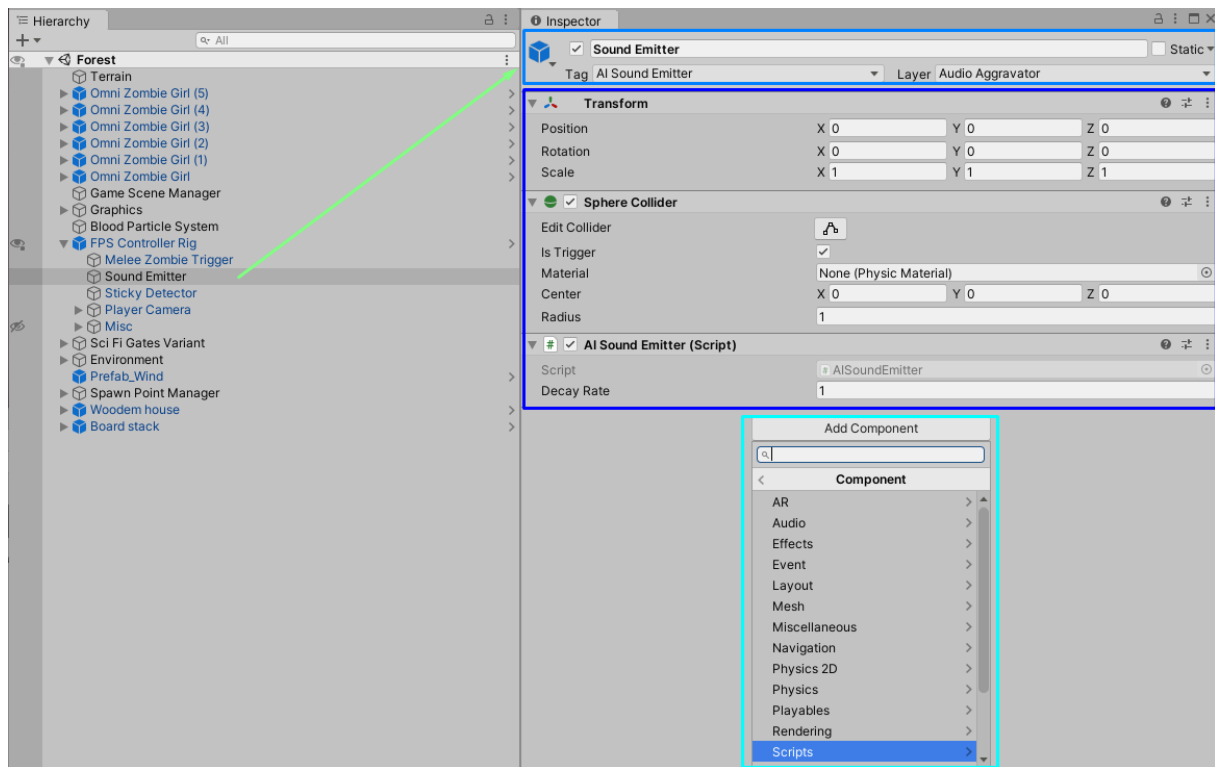 Hierarchy
All
Forest
Terrain
Omni Zombie Girl (5)
Omni Zombie Girl (4)
Omni Zombie Girl (3)
Omni Zombie Girl (2)
Omni Zombie Girl (1)
Omni Zombie Girl
Game Scene Manager
Graphics
Blood Particle System
FPS Controller Rig
Melee Zombie Trigger
Sound Emitter
Sticky Detector
Player Camera
Misc
Sci Fi Gates Variant
Environment
Prefab_Wind
Spawn Point Manager
Woodem house
Board stack
Inspector
Sound Emitter Static
Tag AI Sound Emitter Layer Audio Aggravator
Transform
Position X 0 Y 0 Z 0
Rotation X 0 Y 0 Z 0
Scale X 1 Y 1 Z 1
Sphere Collider
Edit Collider
Is Trigger
Material None (Physic Material)
Center X 0 Y 0 Z 0
Radius 1
# AI Sound Emitter (Script)
Script AISoundEmitter
Decay Rate 1
Add Component
Component
AR
Audio
Effects
Event
Layout
Mesh
Miscellaneous
Navigation
Physics 2D
Physics
Playables
Rendering
Scripts